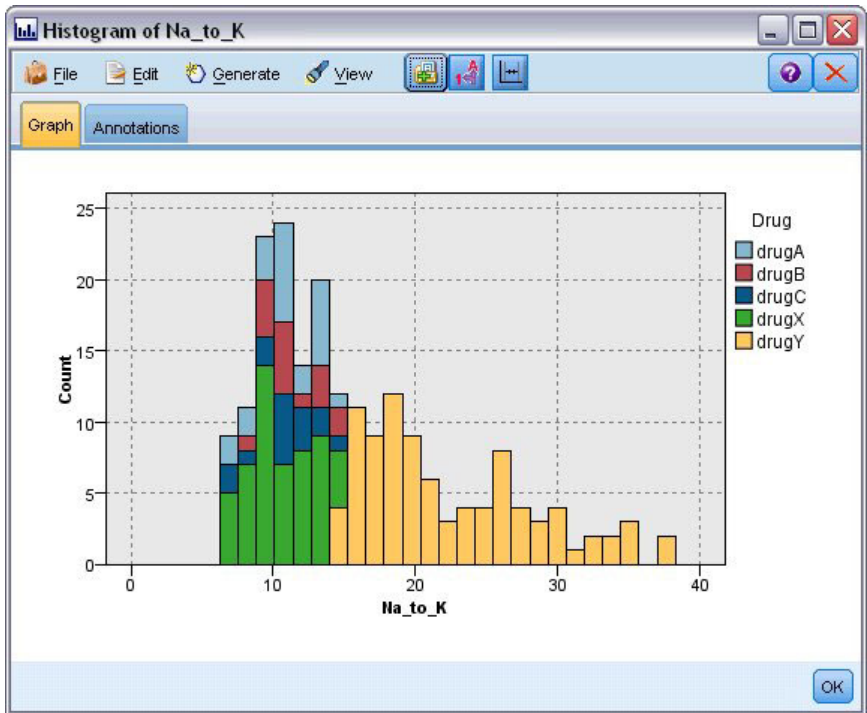 Histogram of Na_to_K
File Edit Generate View
Graph Annotations
25
20
15
10
5
0
Count
0 10 20 30 40
Na_to_K
Drug
drugA
drugB
drugC
drugX
drugY
OK